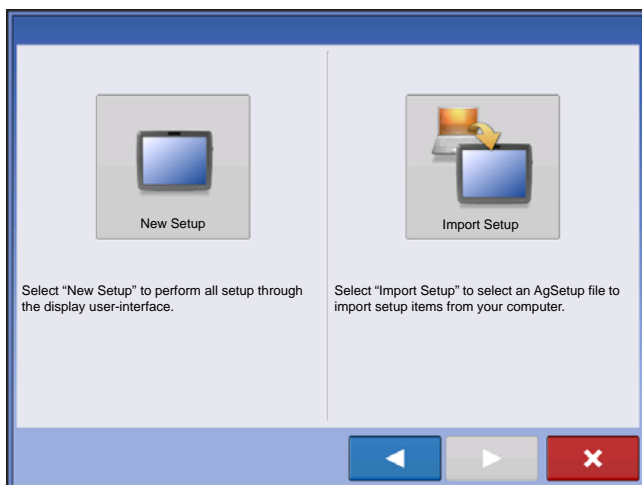 New Setup
Import Setup
Select “New Setup” to perform all setup through
the display user-interface.
Select “Import Setup” to select an AgSetup file to
import setup items from your computer.